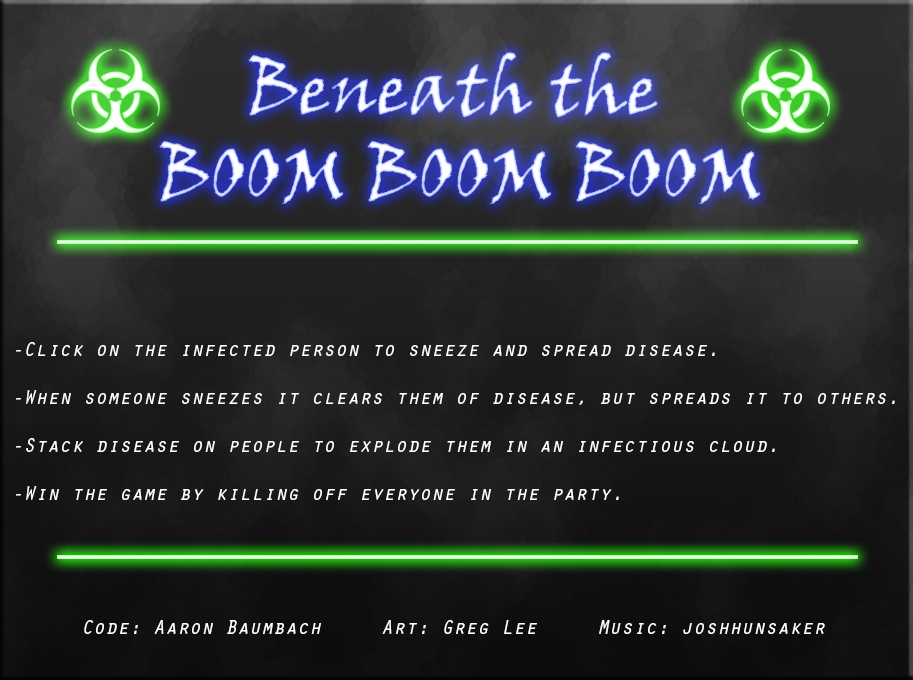 Beneath the
BOOM BOOM BOOM
-Click on the infected person to sneeze and spread disease.
-When someone sneezes it clears them of disease, but spreads it to others.
-Stack disease on people to explode them in an infectious cloud.
-Win the game by killing off everyone in the party.
Code: Aaron Baumbach Art: Greg Lee Music: joshhunsaker